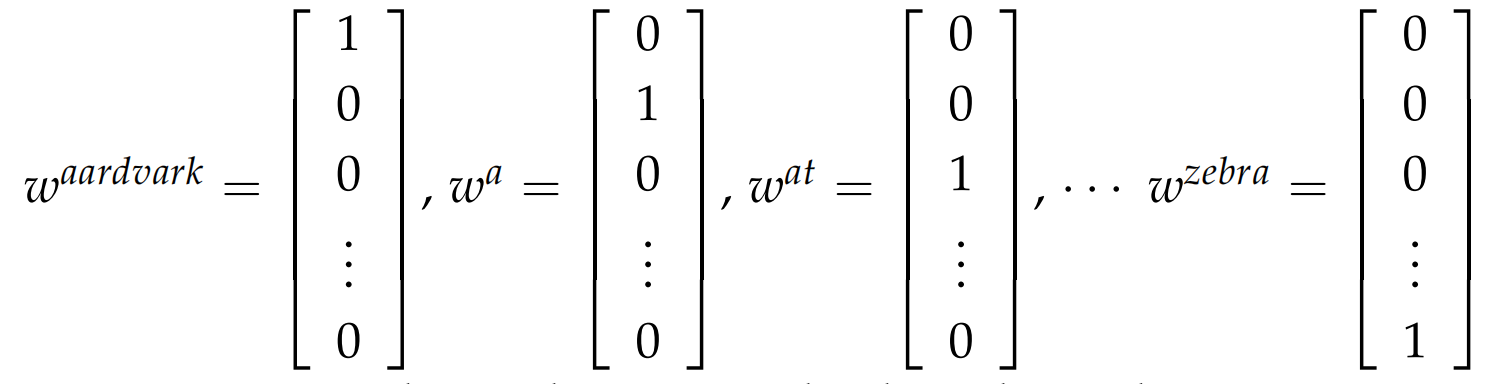 w^{aardvark} = [1 0 0 ⋮ 0], w^{a} = [0 1 0 ⋮ 0], w^{at} = [0 0 1 ⋮ 0], ⋯ w^{zebra} = [0 0 0 ⋮ 1]